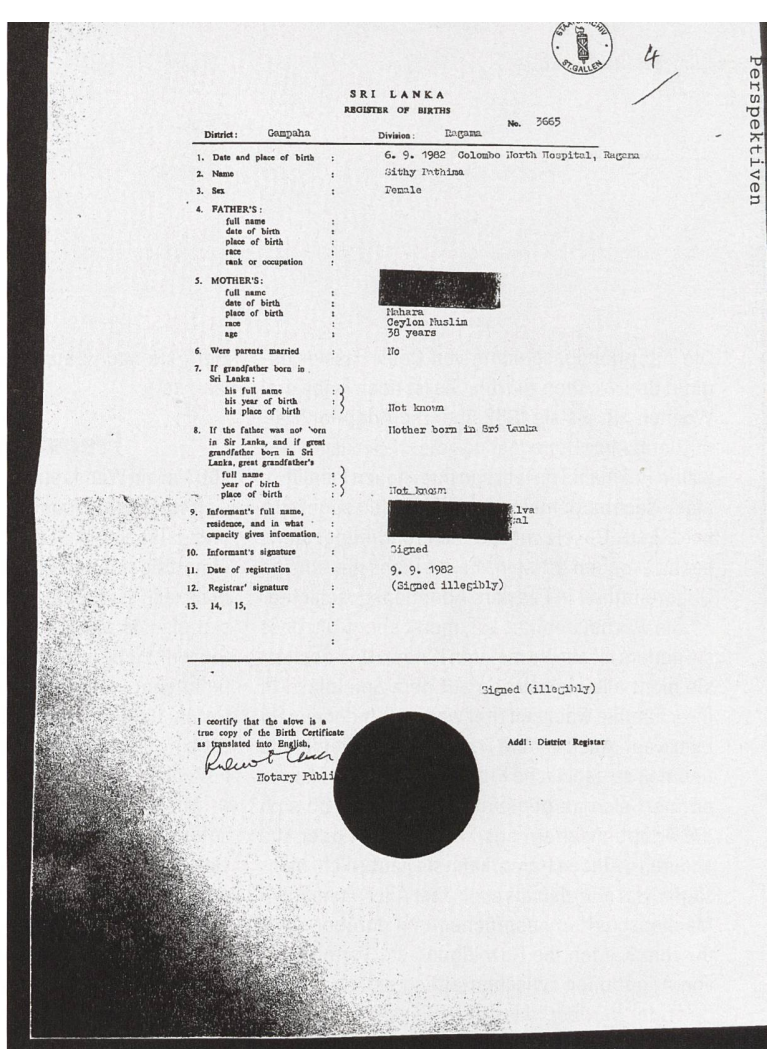 STAATSARCHIV
ST.GALLEN
4
Perspektiven
SRI LANKA
REGISTER OF BIRTHS
No. 3665
District : Gampaha Division : Ragama
1. Date and place of birth : 6. 9. 1982 Colombo North Hospital, Ragama
2. Name : Sithy Fathima
3. Sex : Female
4. FATHER'S :
full name :
date of birth :
place of birth :
race :
rank or occupation :
5. MOTHER'S :
full name :
date of birth :
place of birth : Mahara
race : Ceylon Muslim
age : 38 years
6. Were parents married : No
7. If grandfather born in
Sri Lanka :
his full name : }
his year of birth : }
his place of birth : } Not known
8. If the father was not born : Mother born in Sri Lanka
in Sir Lanka, and if great
grandfather born in Sri
Lanka, great grandfather's
full name : }
year of birth : }
place of birth : } Not known
9. Informant's full name, : lva
residence, and in what : al
capacity gives infoemation. :
10. Informant's signature : Signed
11. Date of registration : 9. 9. 1982
12. Registrar' signature : (Signed illegibly)
13. 14, 15, :
:
:
Signed (illegibly)
I ceortify that the alove is a
true copy of the Birth Certificate
as translated into English,
Addl : District Registar
Notary Publi